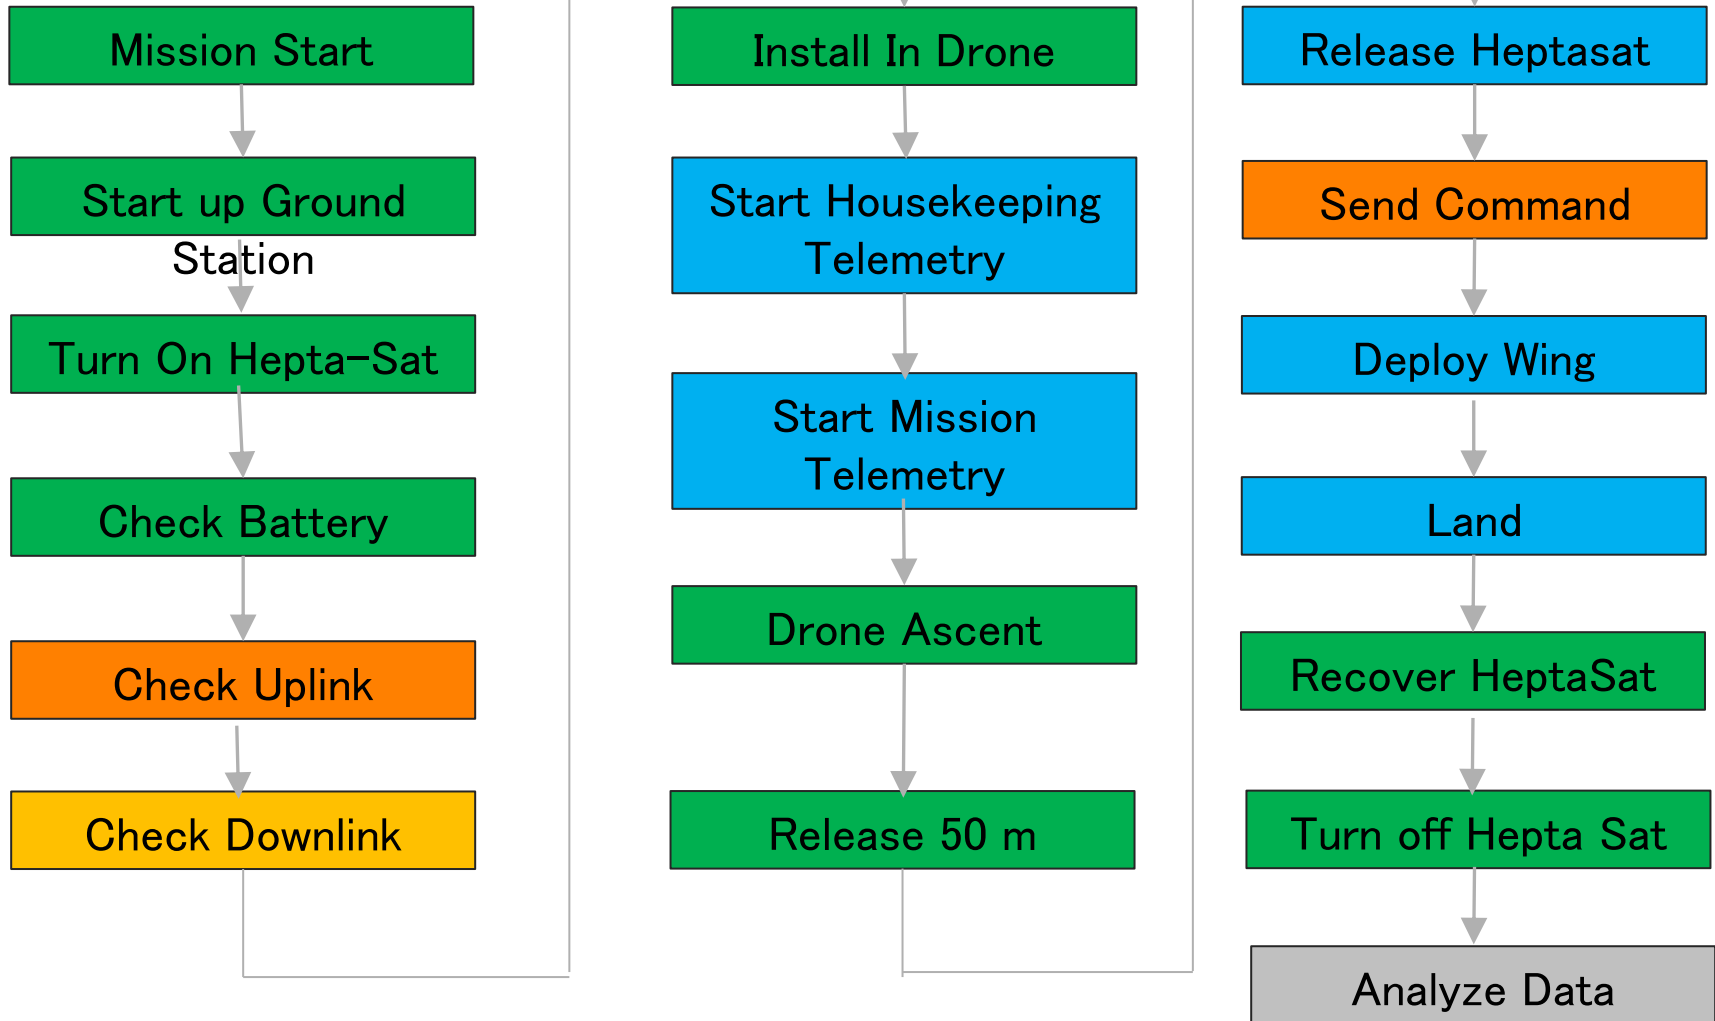 Mission Start
Start up Ground
Station
Turn On Hepta-Sat
Check Battery
Check Uplink
Check Downlink
Install In Drone
Start Housekeeping
Telemetry
Start Mission
Telemetry
Drone Ascent
Release 50 m
Release Heptasat
Send Command
Deploy Wing
Land
Recover HeptaSat
Turn off Hepta Sat
Analyze Data